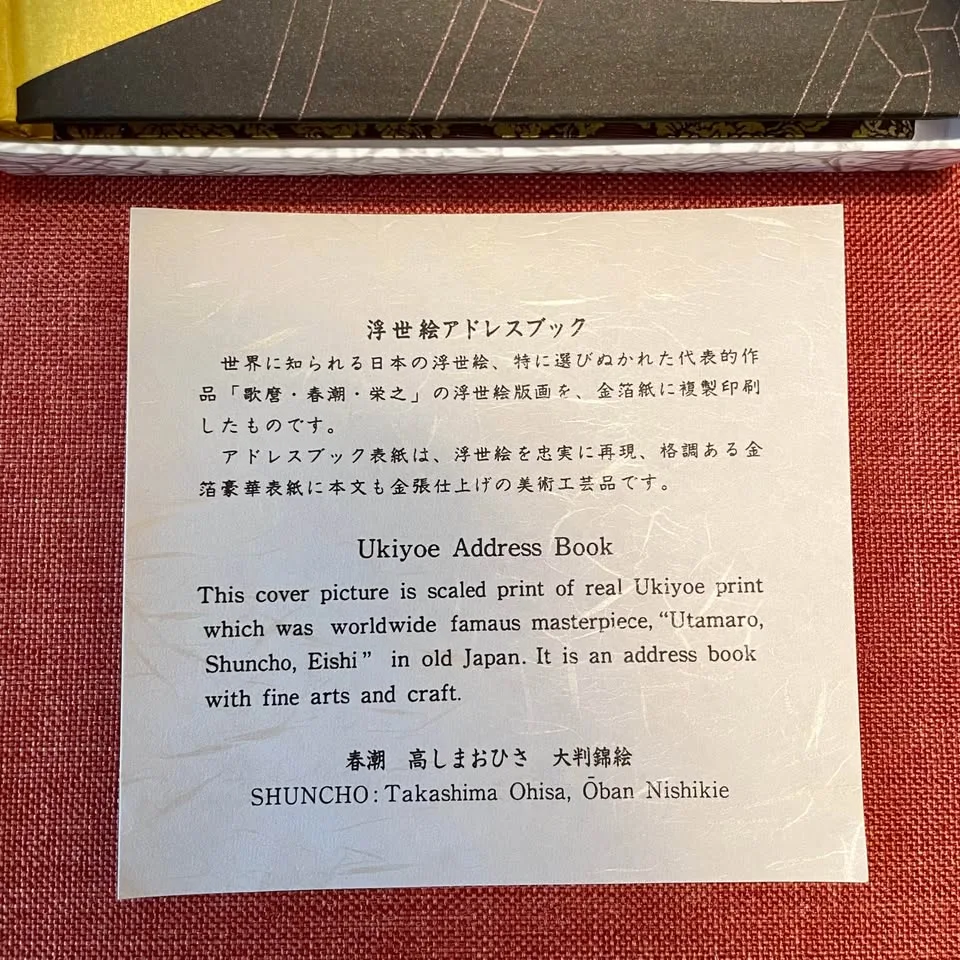 浮世絵アドレスブック
世界に知られる日本の浮世絵、特に選びぬかれた代表的作
品「歌麿・春潮・栄之」の浮世絵版画を、金箔紙に複製印刷
したものです。
アドレスブック表紙は、浮世絵を忠実に再現、格調ある金
箔豪華表紙に本文も金張仕上げの美術工芸品です。
Ukiyoe Address Book
This cover picture is scaled print of real Ukiyoe print
which was worldwide famaus masterpiece, “Utamaro,
Shuncho, Eishi” in old Japan. It is an address book
with fine arts and craft.
春潮 高しまおひさ 大判錦絵
SHUNCHO: Takashima Ohisa, Ōban Nishikie